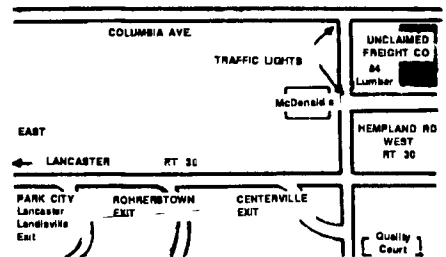 COLUMBIA AVE.
UNCLAIMED
FREIGHT CO
84
Lumber
TRAFFIC LIGHTS
McDonald s
EAST
HEMPLAND RD
WEST
RT 30
LANCASTER RT 30
PARK CITY
Lancaster
Landisville
Exit
ROHRERSTOWN
EXIT
CENTERVILLE
EXIT
Quality
Court